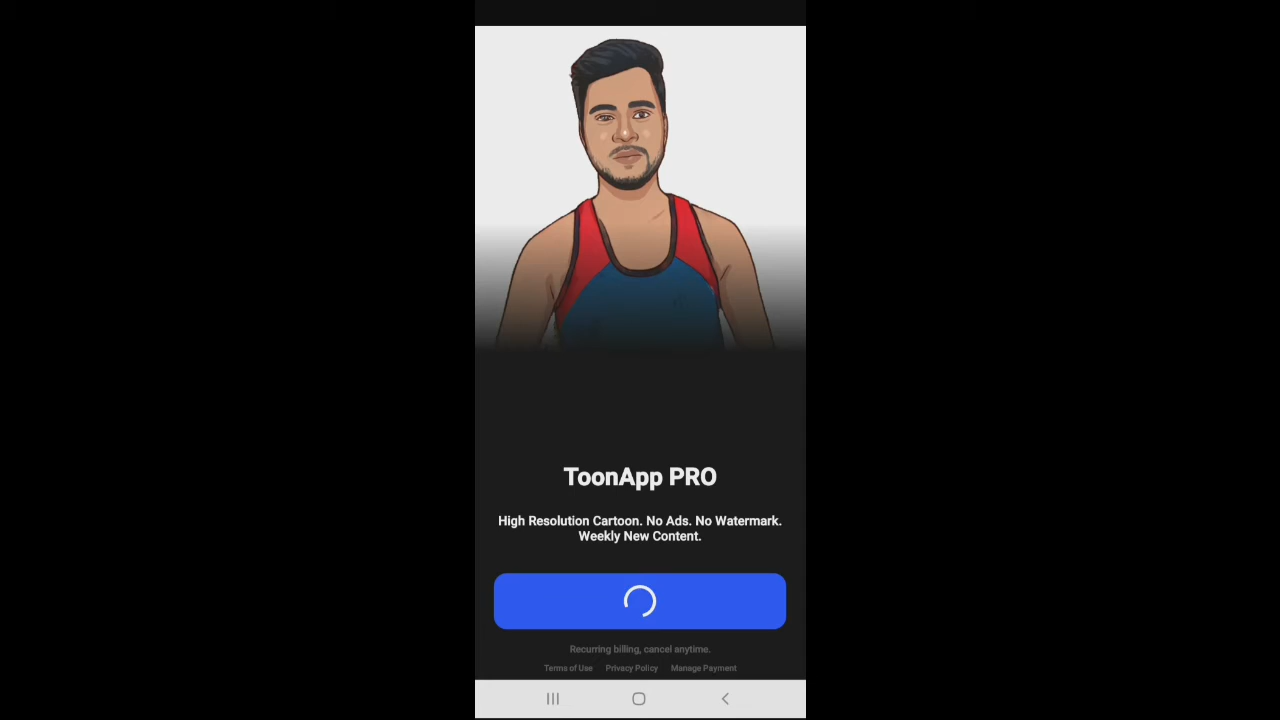 ToonApp PRO
High Resolution Cartoon. No Ads. No Watermark.
Weekly New Content.
Recurring billing, cancel anytime.
Terms of Use Privacy Policy Manage Payment